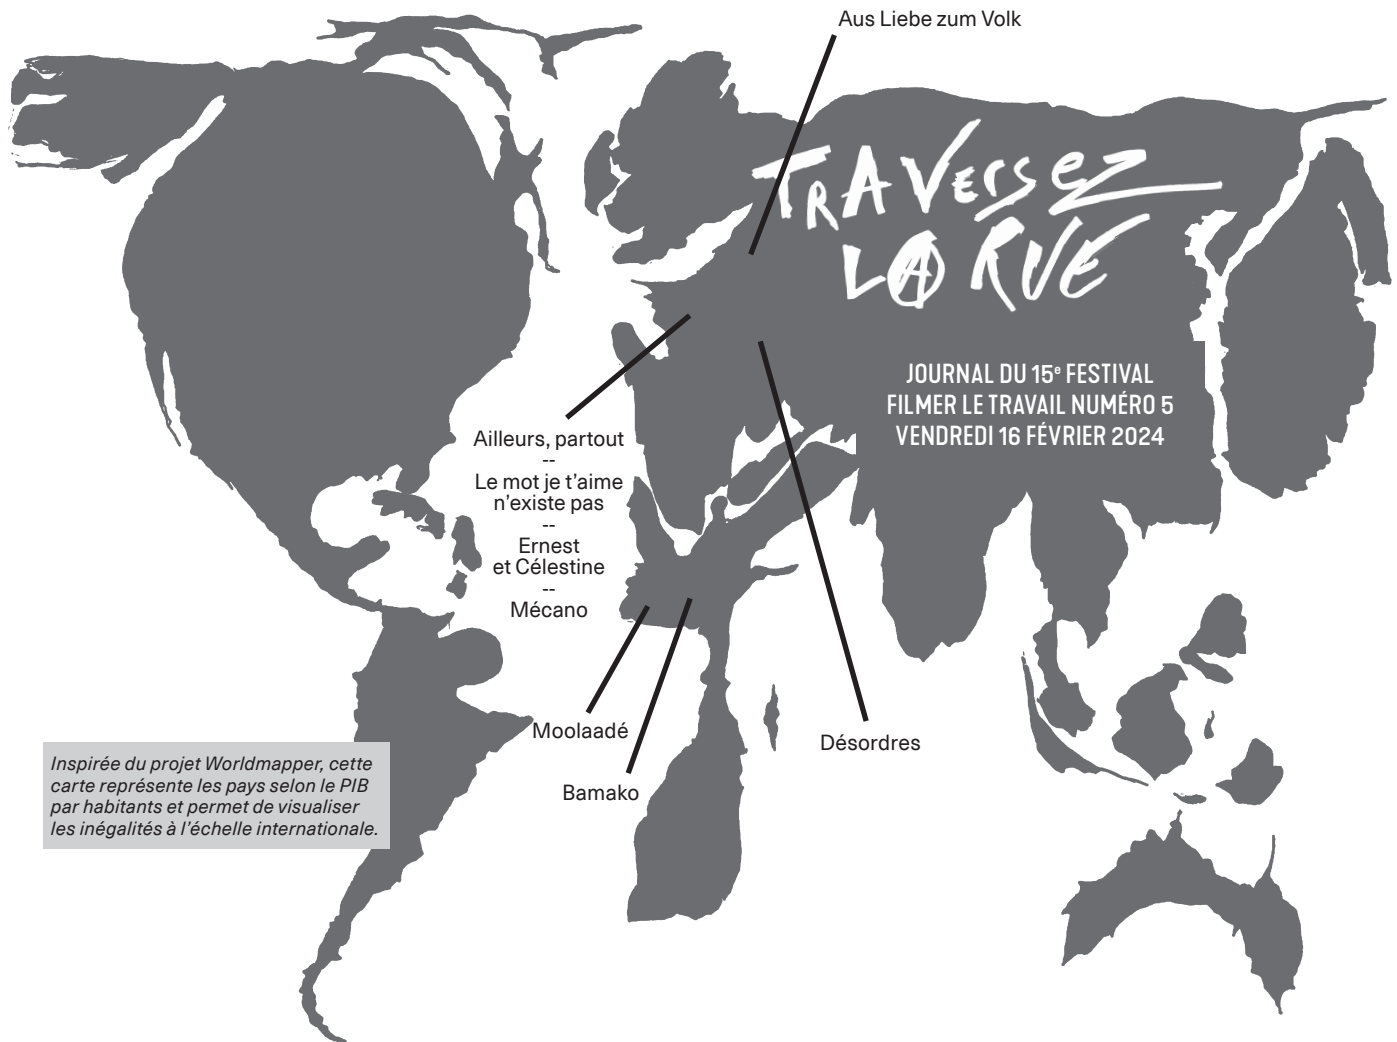 Aus Liebe zum Volk
TRAVERSEZ
LA RUE
JOURNAL DU 15e FESTIVAL
FILMER LE TRAVAIL NUMÉRO 5
VENDREDI 16 FÉVRIER 2024
Ailleurs, partout
--
Le mot je t’aime
n’existe pas
--
Ernest
et Célestine
--
Mécano
Moolaadé
Bamako
Désordres
Inspirée du projet Worldmapper, cette
carte représente les pays selon le PIB
par habitants et permet de visualiser
les inégalités à l’échelle internationale.